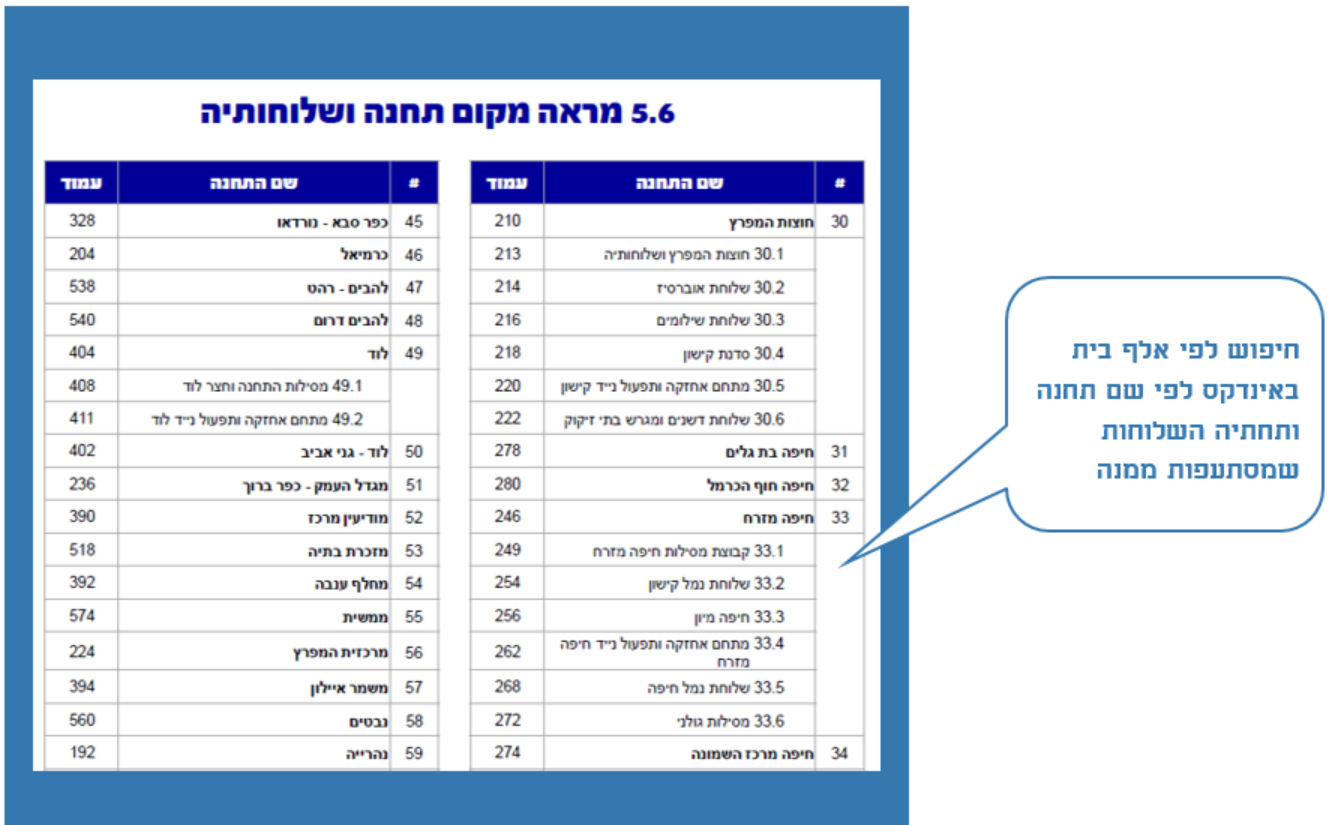 5.6 מראה מקום תחנה ושלוחותיה
# שם התחנה עמוד
30 חוצות המפרץ 210
30.1 חוצות המפרץ ושלוחותיה 213
30.2 שלוחת אוברסיז 214
30.3 שלוחת שילומים 216
30.4 סדנת קישון 218
30.5 מתחם אחזקה ותפעול נייד קישון 220
30.6 שלוחת דשנים ומגרש בתי זיקוק 222
31 חיפה בת גלים 278
32 חיפה חוף הכרמל 280
33 חיפה מזרח 246
33.1 קבוצת מסילות חיפה מזרח 249
33.2 שלוחת נמל קישון 254
33.3 חיפה מיון 256
33.4 מתחם אחזקה ותפעול נייד חיפה
מזרח 262
33.5 שלוחת נמל חיפה 268
33.6 מסילות גולני 272
34 חיפה מרכז השמונה 274
# שם התחנה עמוד
45 כפר סבא - נורדאו 328
46 כרמיאל 204
47 להבים - רהט 538
48 להבים דרום 540
49 לוד 404
49.1 מסילות התחנה וחצר לוד 408
49.2 מתחם אחזקה ותפעול נייד לוד 411
50 לוד - גני אביב 402
51 מגדל העמק - כפר ברוך 236
52 מודיעין מרכז 390
53 מזכרת בתיה 518
54 מחלף ענבה 392
55 ממשית 574
56 מרכזית המפרץ 224
57 משמר איילון 394
58 נבטים 560
59 נהרייה 192
חיפוש לפי אלף בית
באינדקס לפי שם תחנה
ותחתיה השלוחות
שמסתעפות ממנה